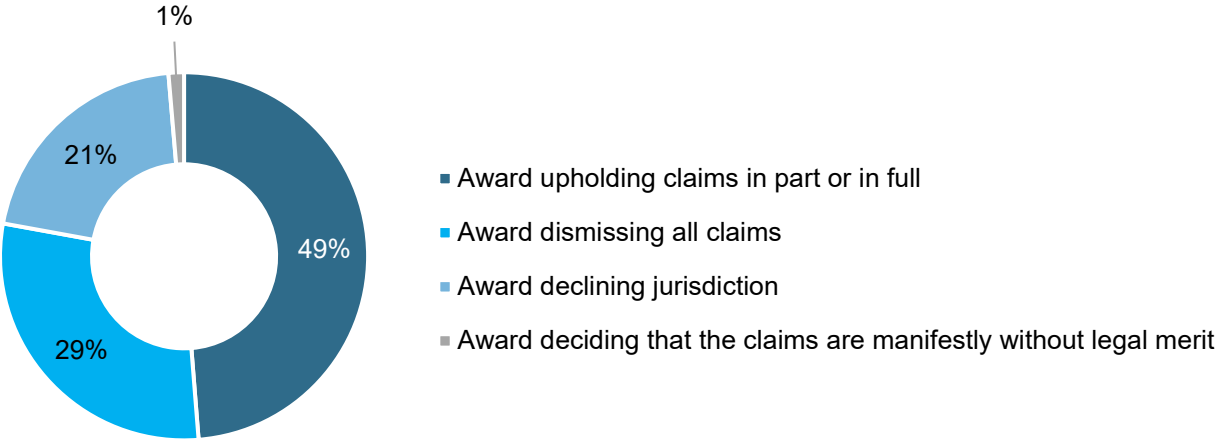 1%
21%
49%
29%
Award upholding claims in part or in full
Award dismissing all claims
Award declining jurisdiction
Award deciding that the claims are manifestly without legal merit